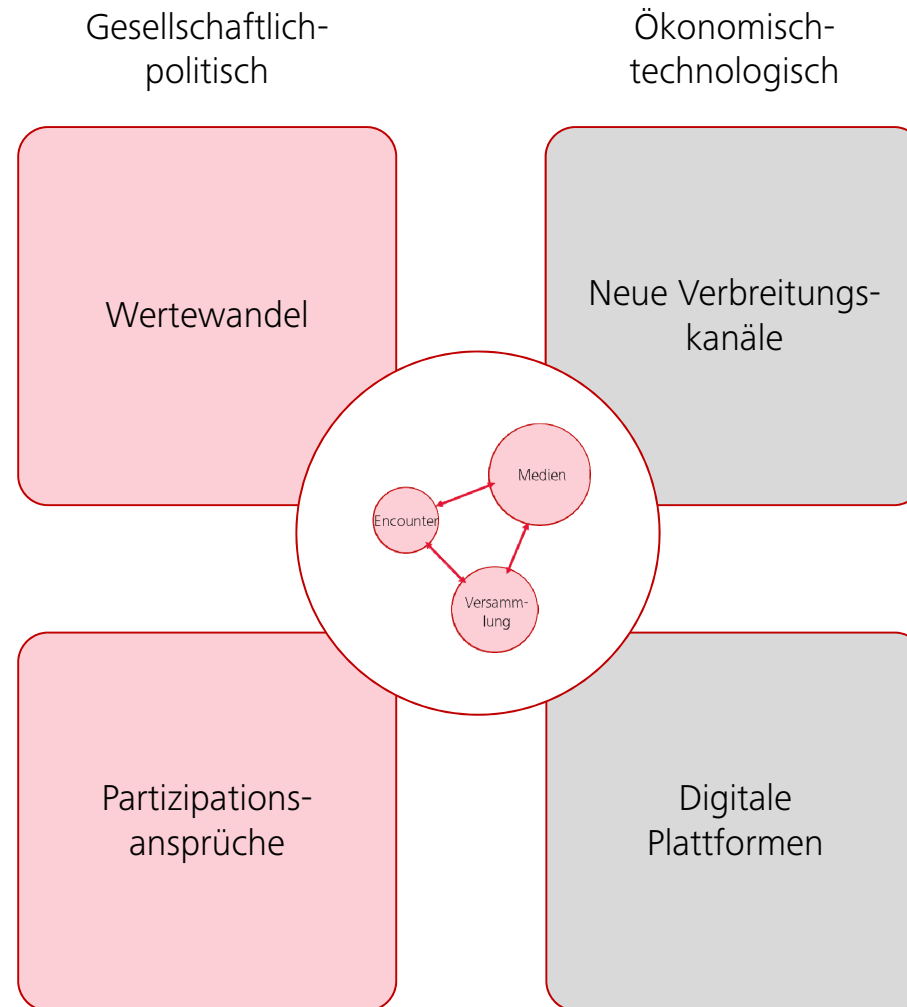 Gesellschaftlich-
politisch
Ökonomisch-
technologisch
Wertewandel
Neue Verbreitungs-
kanäle
Medien
Encounter
Versamm-
lung
Partizipations-
ansprüche
Digitale
Plattformen